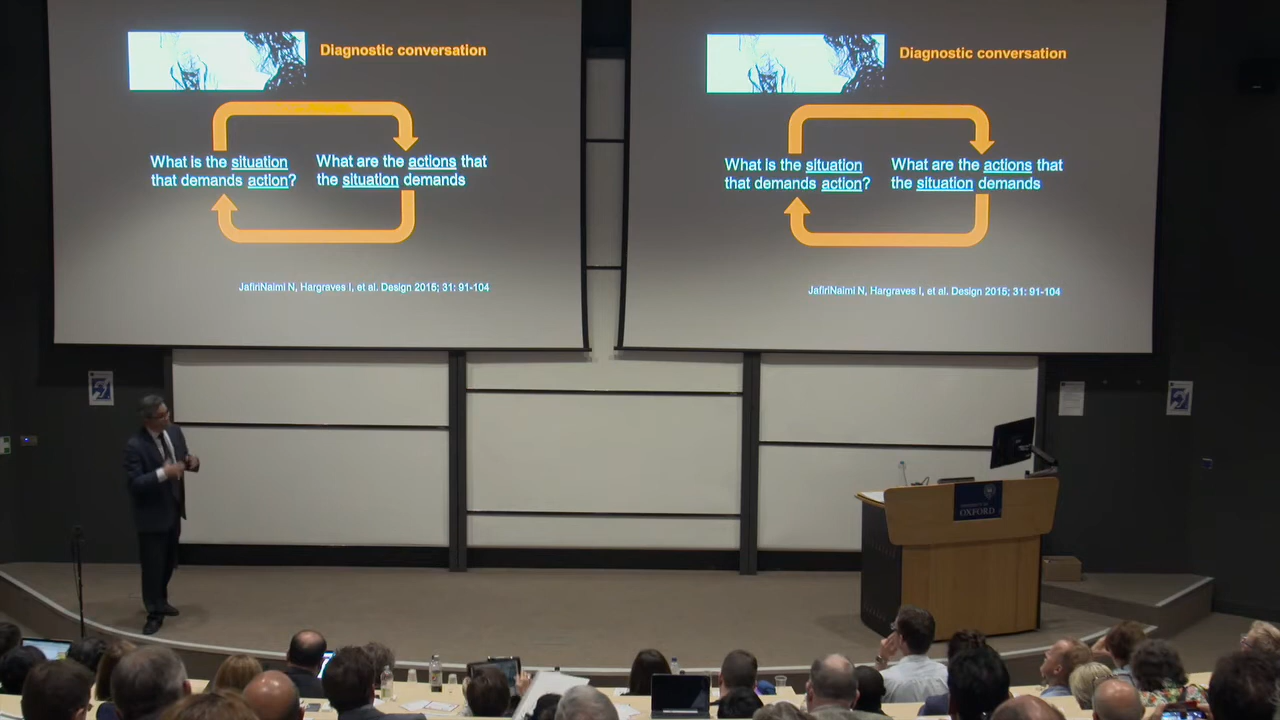 Diagnostic conversation
What is the situation
that demands action?
What are the actions that
the situation demands
JafiriNaimi N, Hargraves I, et al. Design 2015; 31: 91-104
Diagnostic conversation
What is the situation
that demands action?
What are the actions that
the situation demands
JafiriNaimi N, Hargraves I, et al. Design 2015; 31: 91-104
UNIVERSITY OF
OXFORD